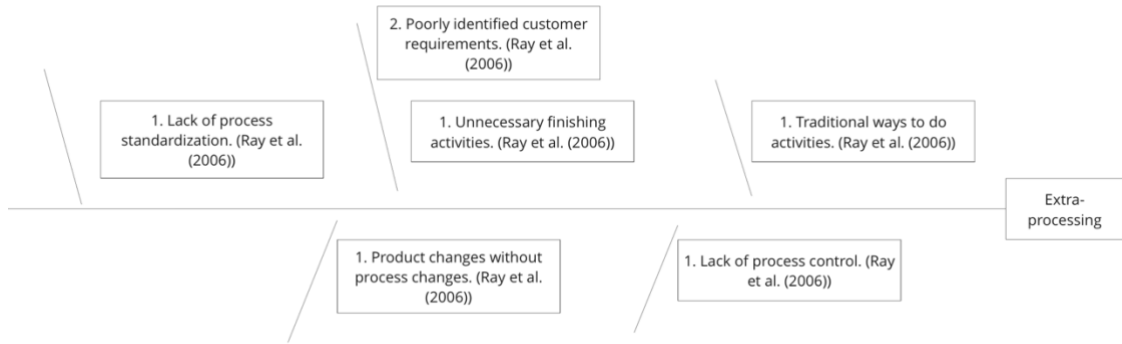 2. Poorly identified customer
requirements. (Ray et al.
(2006))
1. Lack of process
standardization. (Ray et al.
(2006))
1. Unnecessary finishing
activities. (Ray et al. (2006))
1. Traditional ways to do
activities. (Ray et al. (2006))
Extra-
processing
1. Product changes without
process changes. (Ray et al.
(2006))
1. Lack of process control. (Ray
et al. (2006))